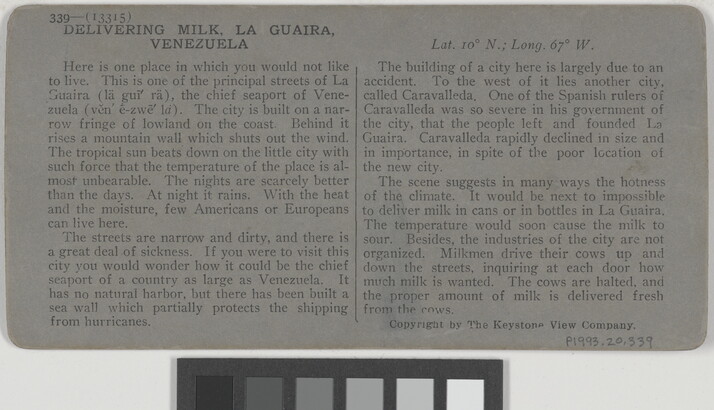 339—(13315)
DELIVERING MILK, LA GUAIRA,
VENEZUELA
Here is one place in which you would not like
to live. This is one of the principal streets of La
Guaira (lä guī′ rä), the chief seaport of Vene-
zuela (vĕn′ ē-zwē′ lȧ). The city is built on a nar-
row fringe of lowland on the coast. Behind it
rises a mountain wall which shuts out the wind.
The tropical sun beats down on the little city with
such force that the temperature of the place is al-
most unbearable. The nights are scarcely better
than the days. At night it rains. With the heat
and the moisture, few Americans or Europeans
can live here.
The streets are narrow and dirty, and there is
a great deal of sickness. If you were to visit this
city you would wonder how it could be the chief
seaport of a country as large as Venezuela. It
has no natural harbor, but there has been built a
sea wall which partially protects the shipping
from hurricanes.
Lat. 10° N.; Long. 67° W.
The building of a city here is largely due to an
accident. To the west of it lies another city,
called Caravalleda. One of the Spanish rulers of
Caravalleda was so severe in his government of
the city, that the people left and founded La
Guaira. Caravalleda rapidly declined in size and
in importance, in spite of the poor location of
the new city.
The scene suggests in many ways the hotness
of the climate. It would be next to impossible
to deliver milk in cans or in bottles in La Guaira.
The temperature would soon cause the milk to
sour. Besides, the industries of the city are not
organized. Milkmen drive their cows up and
down the streets, inquiring at each door how
much milk is wanted. The cows are halted, and
the proper amount of milk is delivered fresh
from the cows.
Copyright by The Keystone View Company.
P1993.20.339